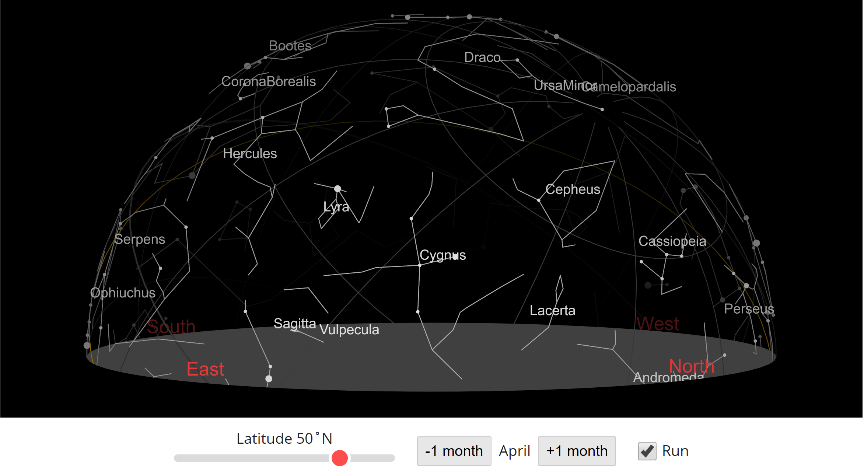 Bootes
Draco
CoronaBorealis
UrsaMinor
Camelopardalis
Hercules
Cepheus
Lyra
Serpens
Cassiopeia
Cygnus
Ophiuchus
Perseus
Lacerta
South
Sagitta
Vulpecula
West
East
North
Andromeda
Latitude 50°N
-1 month
April
+1 month
Run